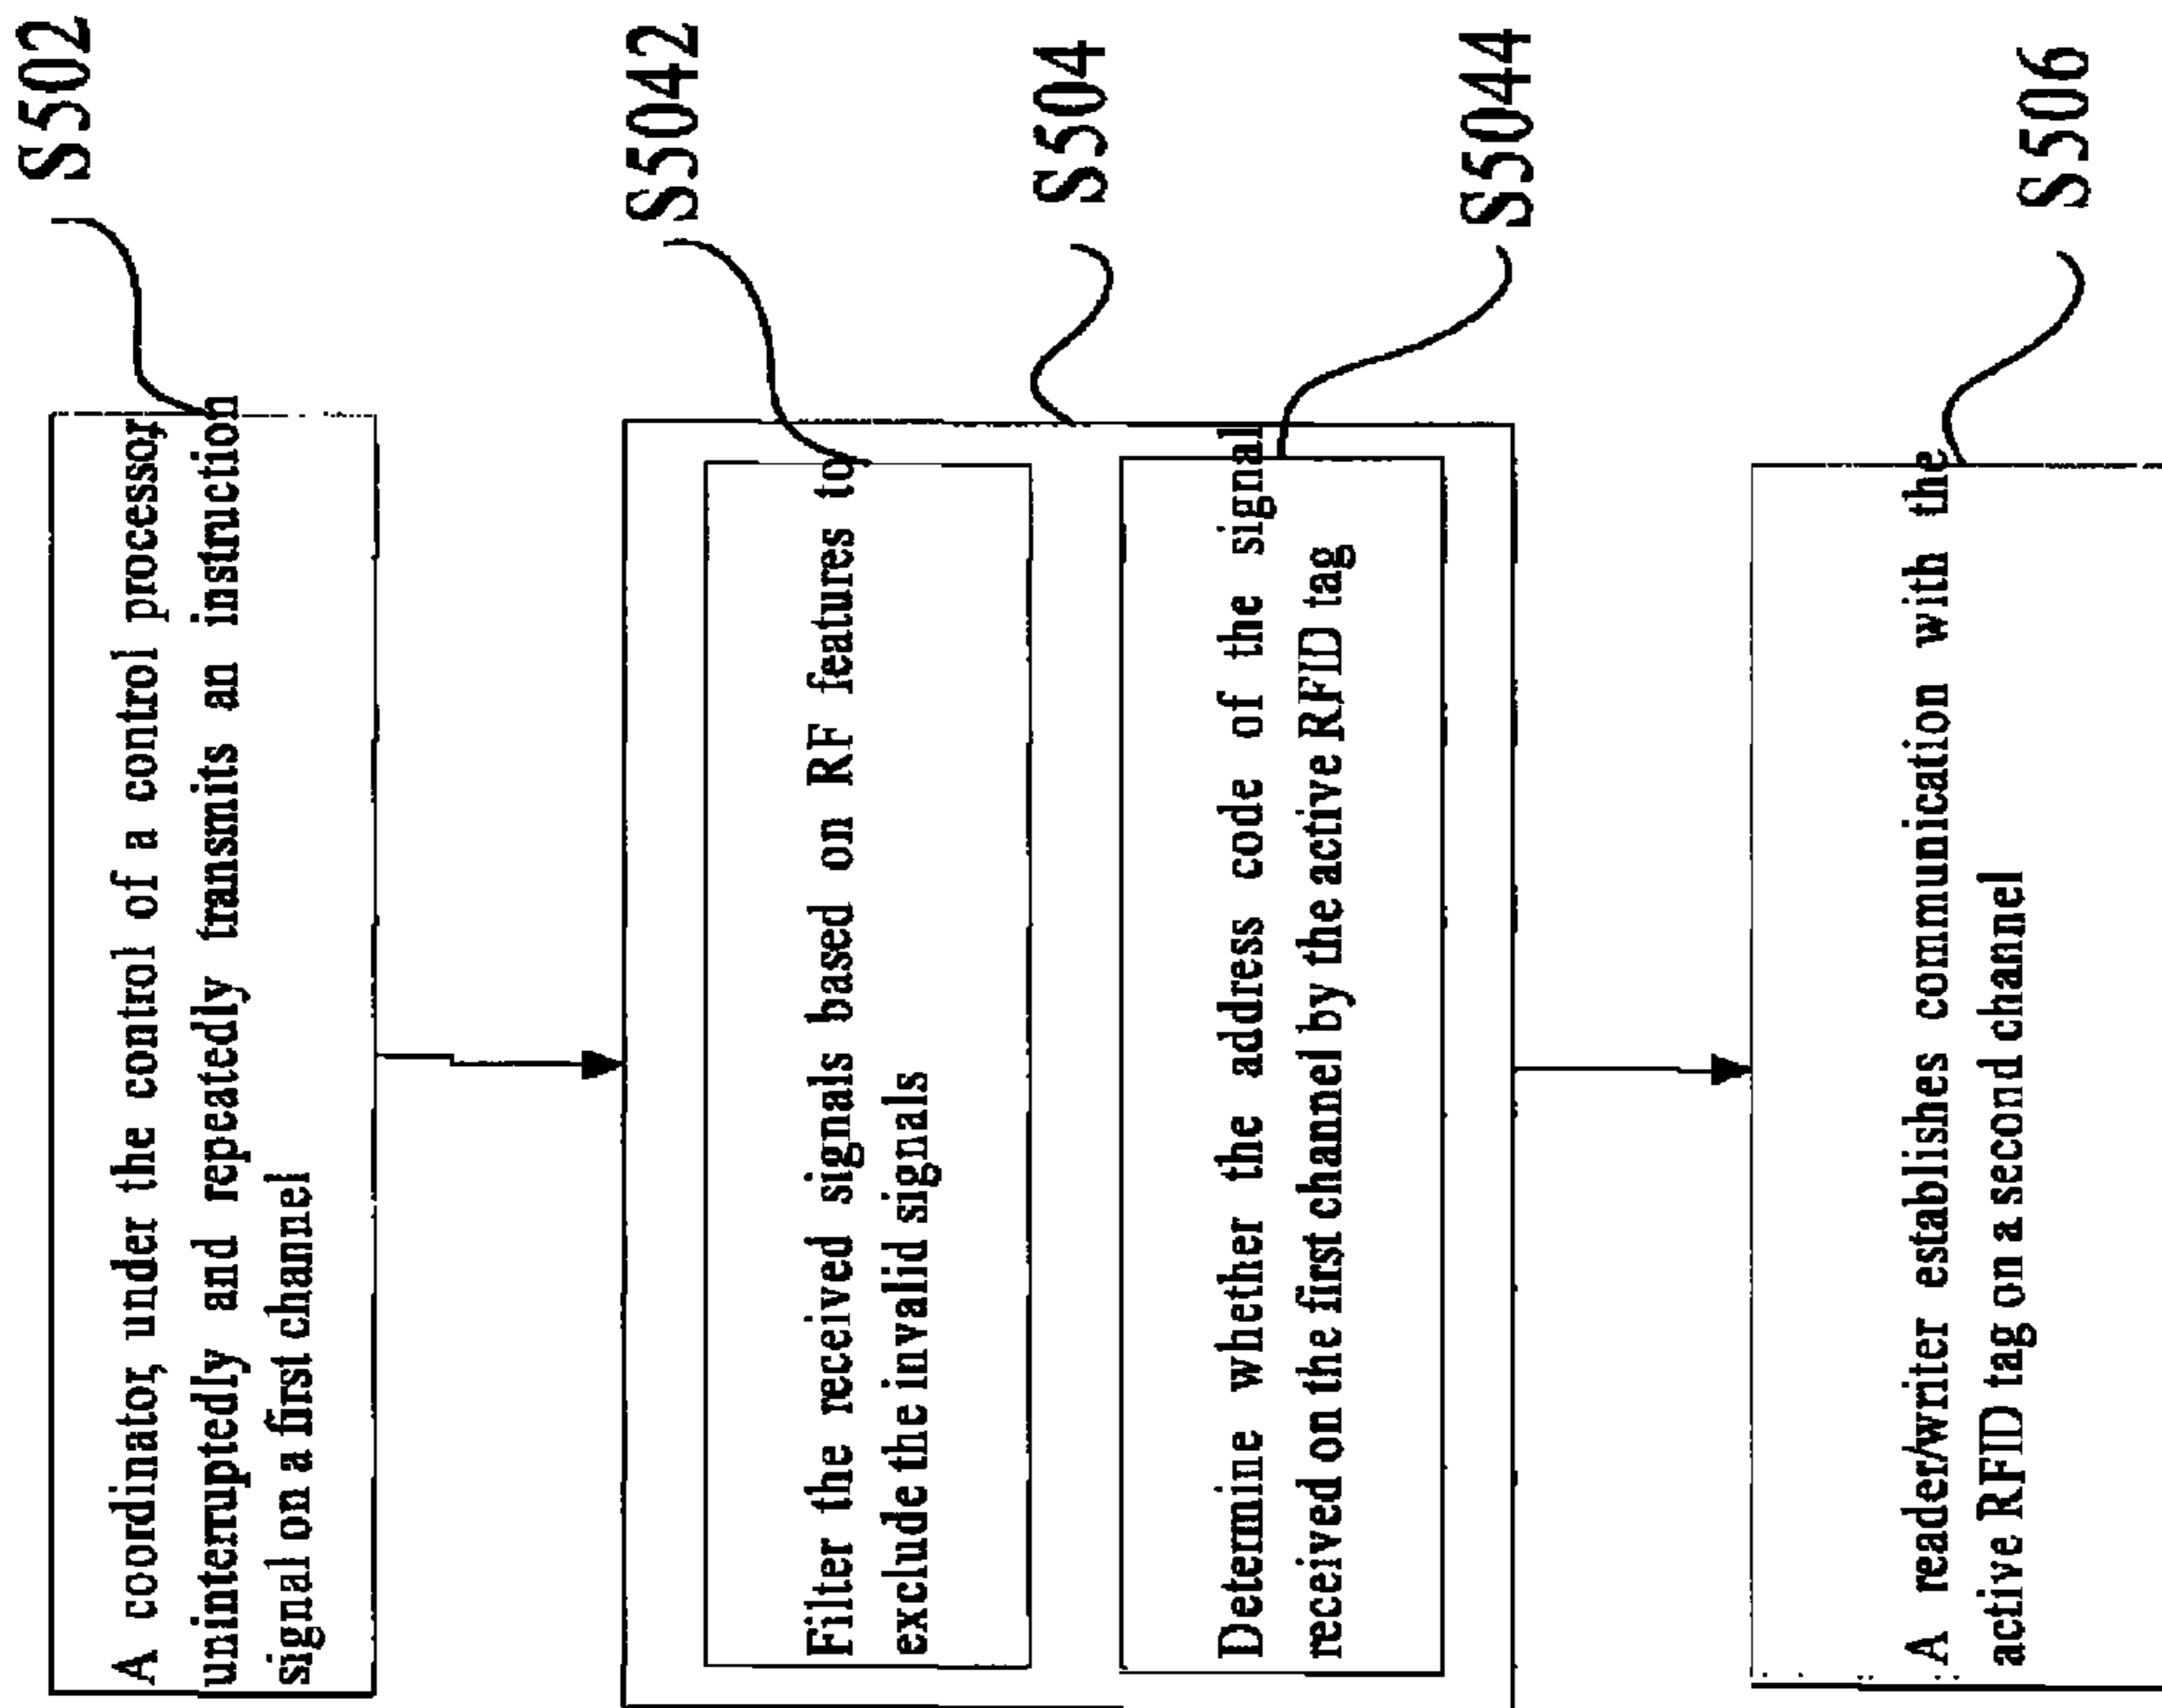 S502
A coordinator, under the control of a control processor
uninterruptedly and repeatedly transmits an instruction
signal on a first channel
S5042
Filter the received signals based on RF features to
exclude the invalid signals
S504
Determine whether the address code of the signal
received on the first channel by the active RFID tag
S5044
A reader/writer establishes communication with the
active RFID tag on a second channel
S506